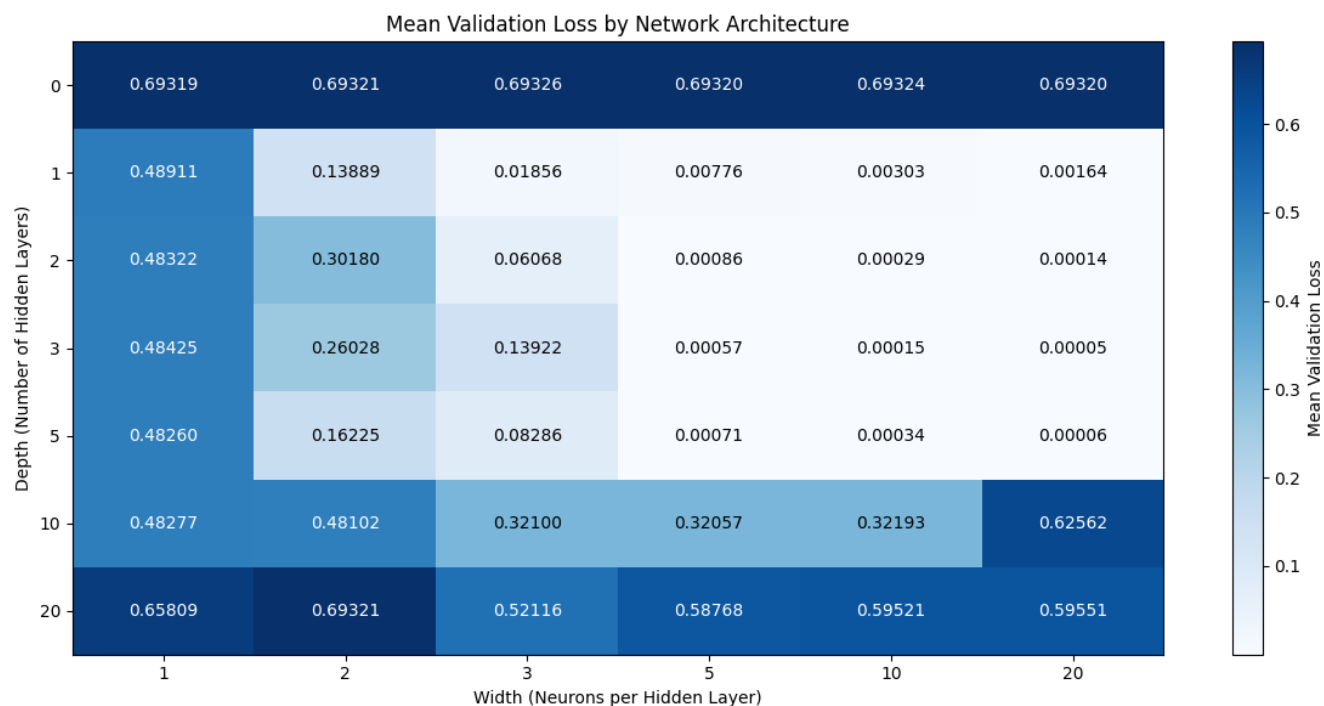 Mean Validation Loss by Network Architecture
0 0.69319 0.69321 0.69326 0.69320 0.69324 0.69320
1 0.48911 0.13889 0.01856 0.00776 0.00303 0.00164
2 0.48322 0.30180 0.06068 0.00086 0.00029 0.00014
3 0.48425 0.26028 0.13922 0.00057 0.00015 0.00005
5 0.48260 0.16225 0.08286 0.00071 0.00034 0.00006
10 0.48277 0.48102 0.32100 0.32057 0.32193 0.62562
20 0.65809 0.69321 0.52116 0.58768 0.59521 0.59551
1 2 3 5 10 20
Width (Neurons per Hidden Layer)
Depth (Number of Hidden Layers)
0.6
0.5
0.4
0.3
0.2
0.1
Mean Validation Loss